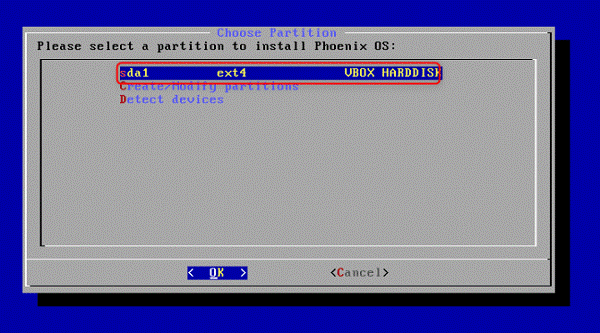 Choose Partition
Please select a partition to install Phoenix OS:
sda1 ext4 VBOX HARDDISK
Create/Modify partitions
Detect devices
< OK > <Cancel>